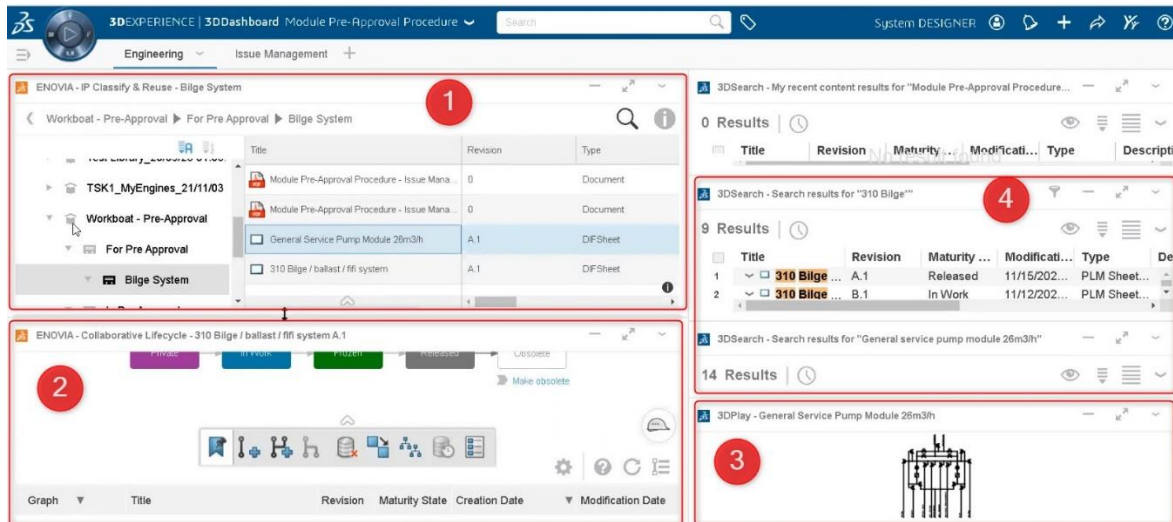 3DEXPERIENCE | 3DDashboard Module Pre-Approval Procedure
Search
System DESIGNER
Engineering
Issue Management
ENOVIA - IP Classify & Reuse - Bilge System
1
Workboat - Pre-Approval ▶ For Pre Approval ▶ Bilge System
Title Revision Type
TSK1_MyEngines_21/11/03
Workboat - Pre-Approval
For Pre Approval
Bilge System
Module Pre-Approval Procedure - Issue Mana... 0 Document
Module Pre-Approval Procedure - Issue Mana... 0 Document
General Service Pump Module 26m3/h A.1 DIFSheet
310 Bilge / ballast / fifi system A.1 DIFSheet
ENOVIA - Collaborative Lifecycle - 310 Bilge / ballast / fifi system A.1
2
Private In Work Frozen Released Obsolete
Make obsolete
Graph Title Revision Maturity State Creation Date Modification Date
3DSearch - My recent content results for "Module Pre-Approval Procedure...
0 Results
Title Revision Maturity ... Modificati... Type Descripti
No result found
3DSearch - Search results for "310 Bilge""
4
9 Results
Title Revision Maturity ... Modificati... Type De
1 310 Bilge ... A.1 Released 11/15/202... PLM Sheet...
2 310 Bilge ... B.1 In Work 11/12/202... PLM Sheet...
3DSearch - Search results for "General service pump module 26m3/h"
14 Results
3DPlay - General Service Pump Module 26m3/h
3